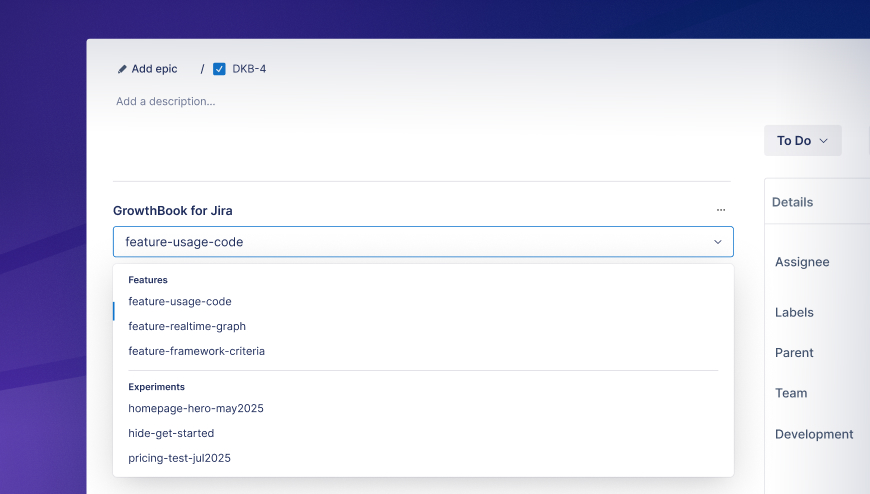 Add epic / DKB-4
Add a description...
To Do
GrowthBook for Jira
feature-usage-code
Features
feature-usage-code
feature-realtime-graph
feature-framework-criteria
Experiments
homepage-hero-may2025
hide-get-started
pricing-test-jul2025
Details
Assignee
Labels
Parent
Team
Development